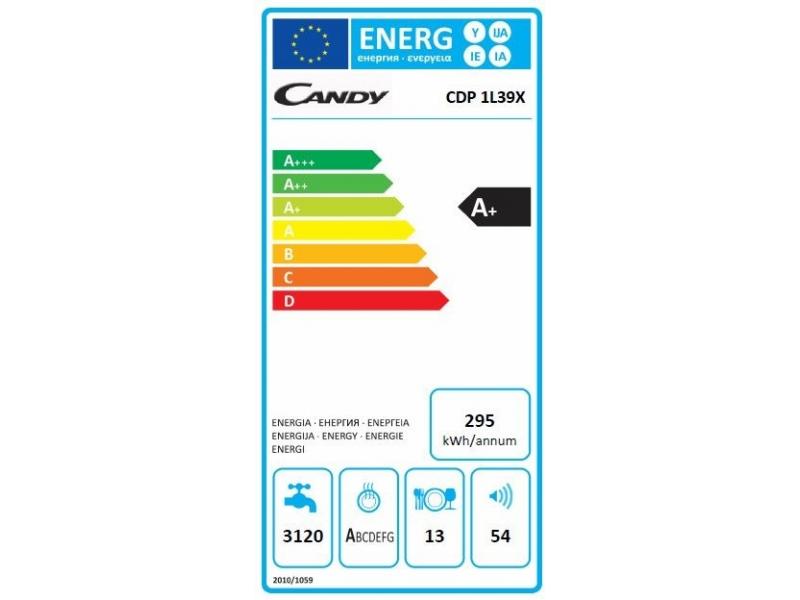 ENERG
енергия · ενεργεια
Y IJA
IE IA
CANDY
CDP 1L39X
A+++
A++
A+
A
B
C
D
A+
295
kWh/annum
ENERGIA · ЕНЕРГИЯ · ΕΝΕΡΓΕΙΑ
ENERGIJA · ENERGY · ENERGIE
ENERGI
3120
ABCDEFG
13
54
2010/1059